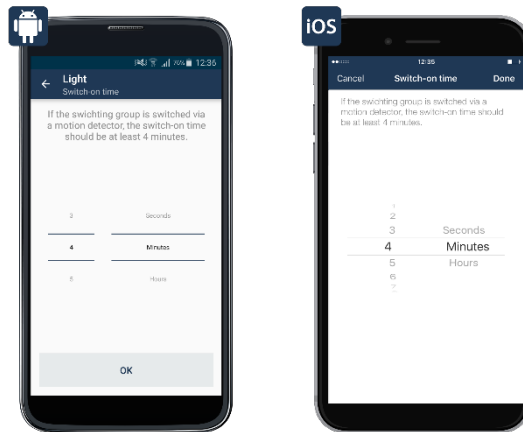 70% 12:36
Light
Switch-on time
If the swichting group is switched via
a motion detector, the switch-on time
should be at least 4 minutes.
3 Seconds
4 Minutes
5 Hours
OK
iOS
12:35
Cancel Switch-on time Done
If the swichting group is switched via a
motion detector, the switch-on time should
be at least 4 minutes.
1
2
3 Seconds
4 Minutes
5 Hours
6
7